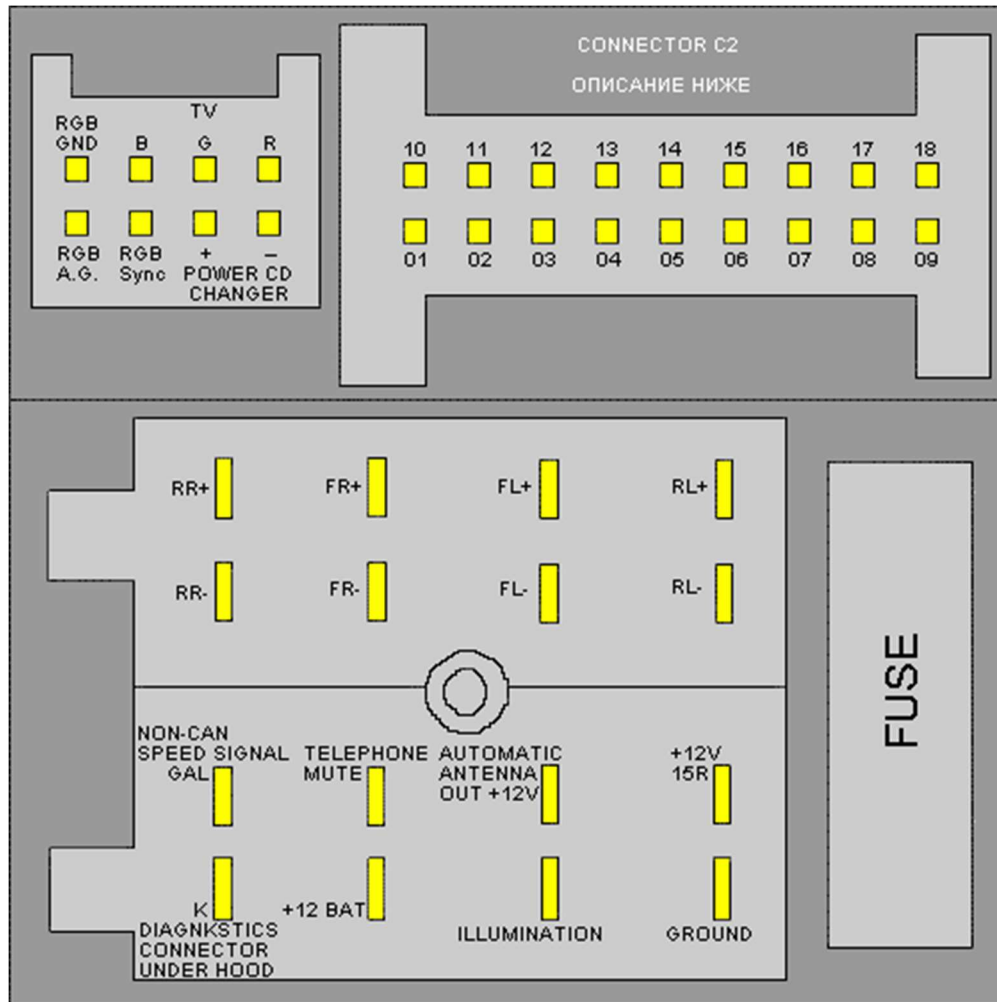 CONNECTOR C2
ОПИСАНИЕ НИЖЕ
TV
RGB
GND B G R
RGB RGB + –
A.G. Sync POWER CD
CHANGER
10 11 12 13 14 15 16 17 18
01 02 03 04 05 06 07 08 09
RR+ FR+ FL+ RL+
RR- FR- FL- RL-
FUSE
NON-CAN
SPEED SIGNAL
GAL
TELEPHONE
MUTE
AUTOMATIC
ANTENNA
OUT +12V
+12V
15R
K
DIAGNKSTICS
CONNECTOR
UNDER HOOD
+12 BAT
ILLUMINATION
GROUND